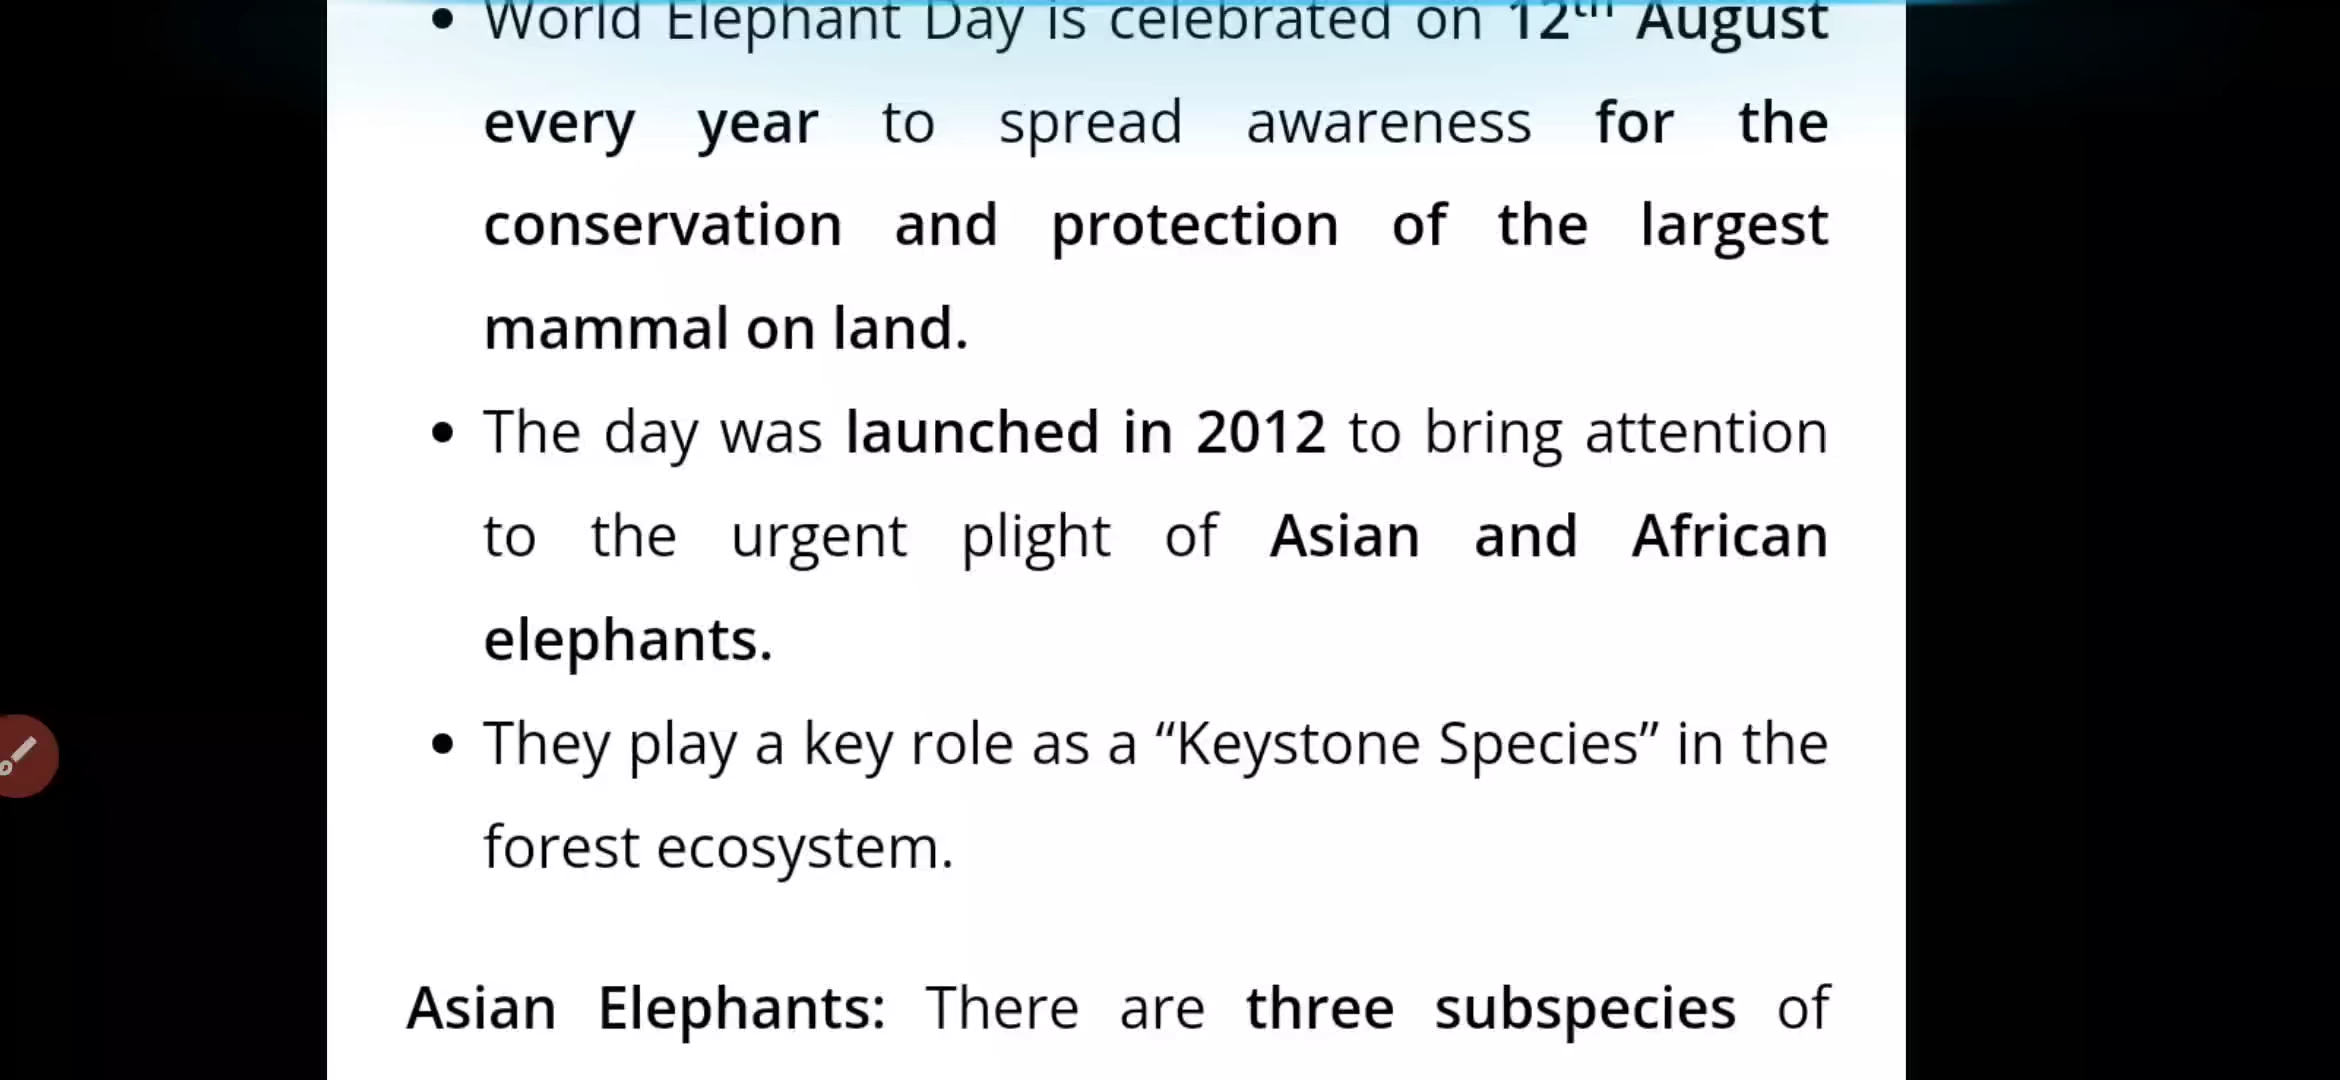 • World Elephant Day is celebrated on 12th August
every year to spread awareness for the
conservation and protection of the largest
mammal on land.
• The day was launched in 2012 to bring attention
to the urgent plight of Asian and African
elephants.
• They play a key role as a “Keystone Species” in the
forest ecosystem.
Asian Elephants: There are three subspecies of